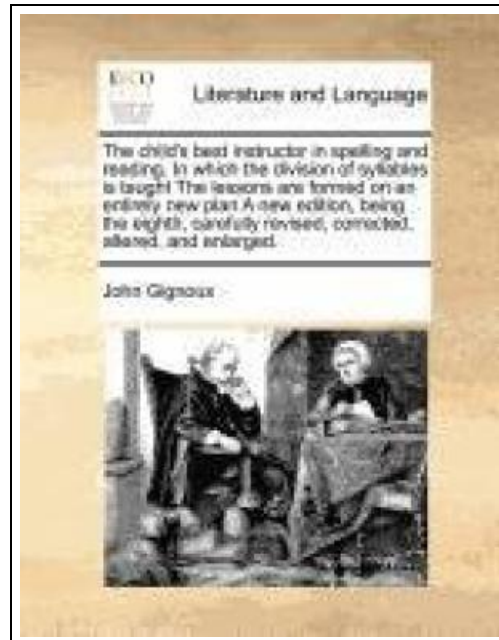 ECCO
Literature and Language
The child's best instructor in spelling and
reading. In which the division of syllables
is taught The lessons are formed on an
entirely new plan A new edition, being
the eighth, carefully revised, corrected,
altered, and enlarged.
John Gignoux